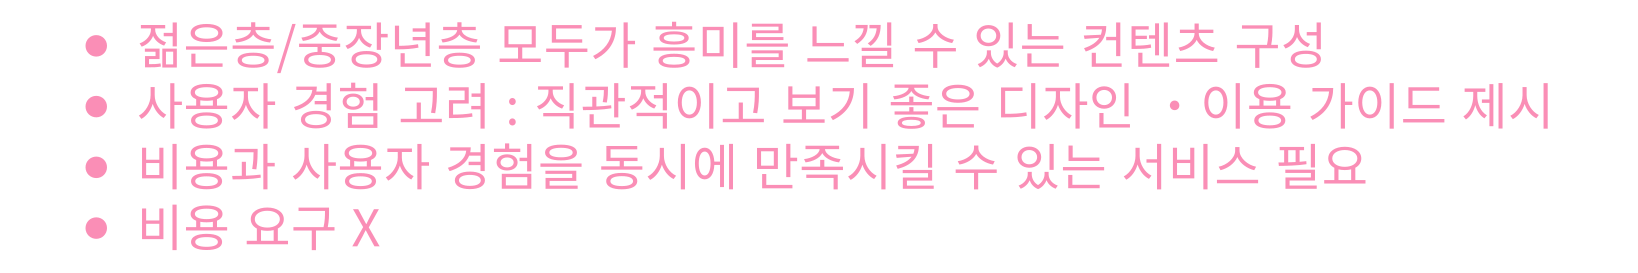 ● 젊은층/중장년층 모두가 흥미를 느낄 수 있는 컨텐츠 구성
● 사용자 경험 고려 : 직관적이고 보기 좋은 디자인 ・이용 가이드 제시
● 비용과 사용자 경험을 동시에 만족시킬 수 있는 서비스 필요
● 비용 요구 X